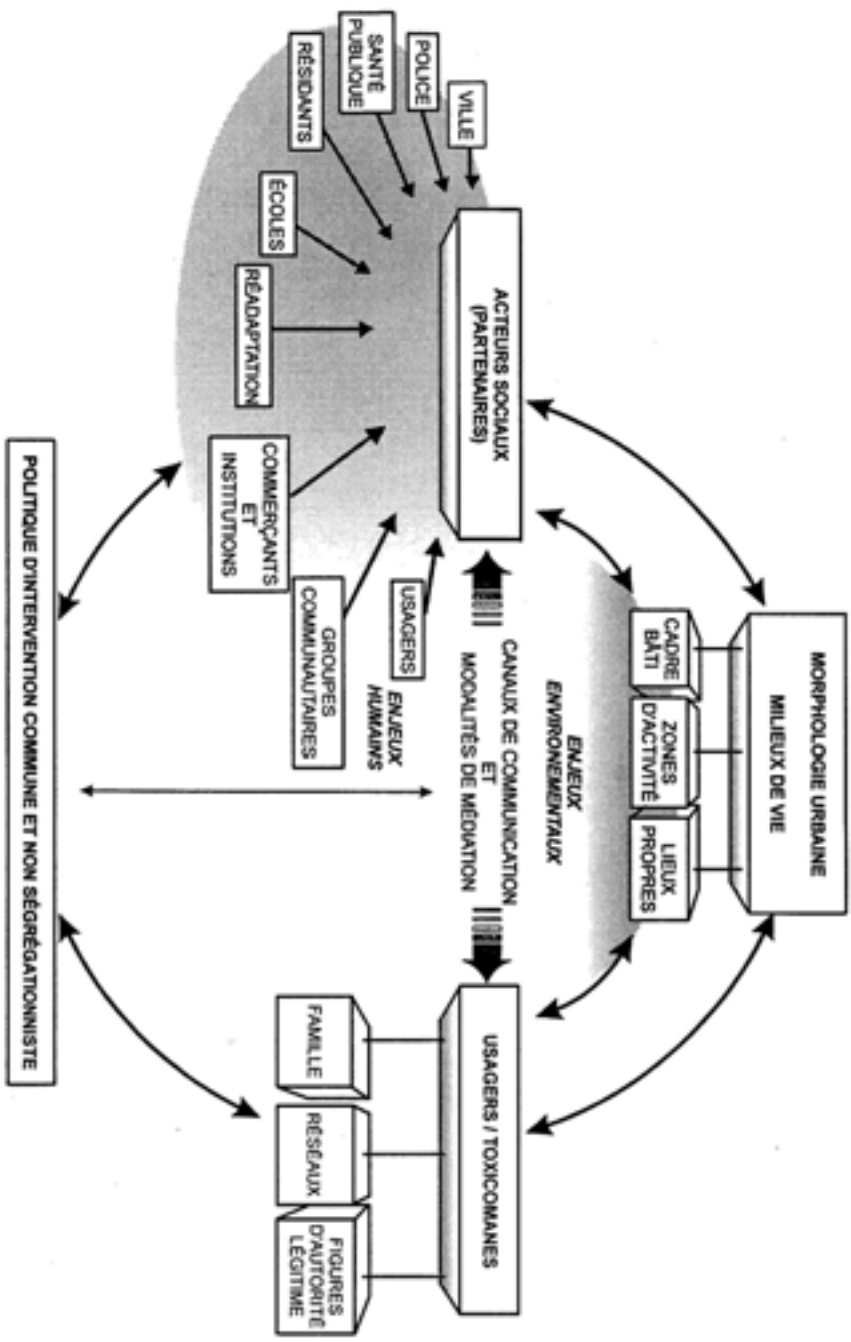 MORPHOLOGIE URBAINE
MILIEUX DE VIE
CADRE
BÂTI
ZONES
D'ACTIVITÉ
LIEUX
PROPRES
ENJEUX
ENVIRONEMENTAUX
ACTEURS SOCIAUX
(PARTENAIRES)
CANAUX DE COMMUNICATION
ET
MODALITÉS DE MÉDIATION
USAGERS / TOXICOMANES
VILLE
POLICE
SANTÉ
PUBLIQUE
RÉSIDANTS
ÉCOLES
RÉADAPTATION
COMMERÇANTS
ET
INSTITUTIONS
GROUPES
COMMUNAUTAIRES
USAGERS
ENJEUX
HUMAINS
FAMILLE
RÉSEAUX
FIGURES
D'AUTORITÉ
LÉGITIME
POLITIQUE D'INTERVENTION COMMUNE ET NON SÉGRÉGATIONNISTE